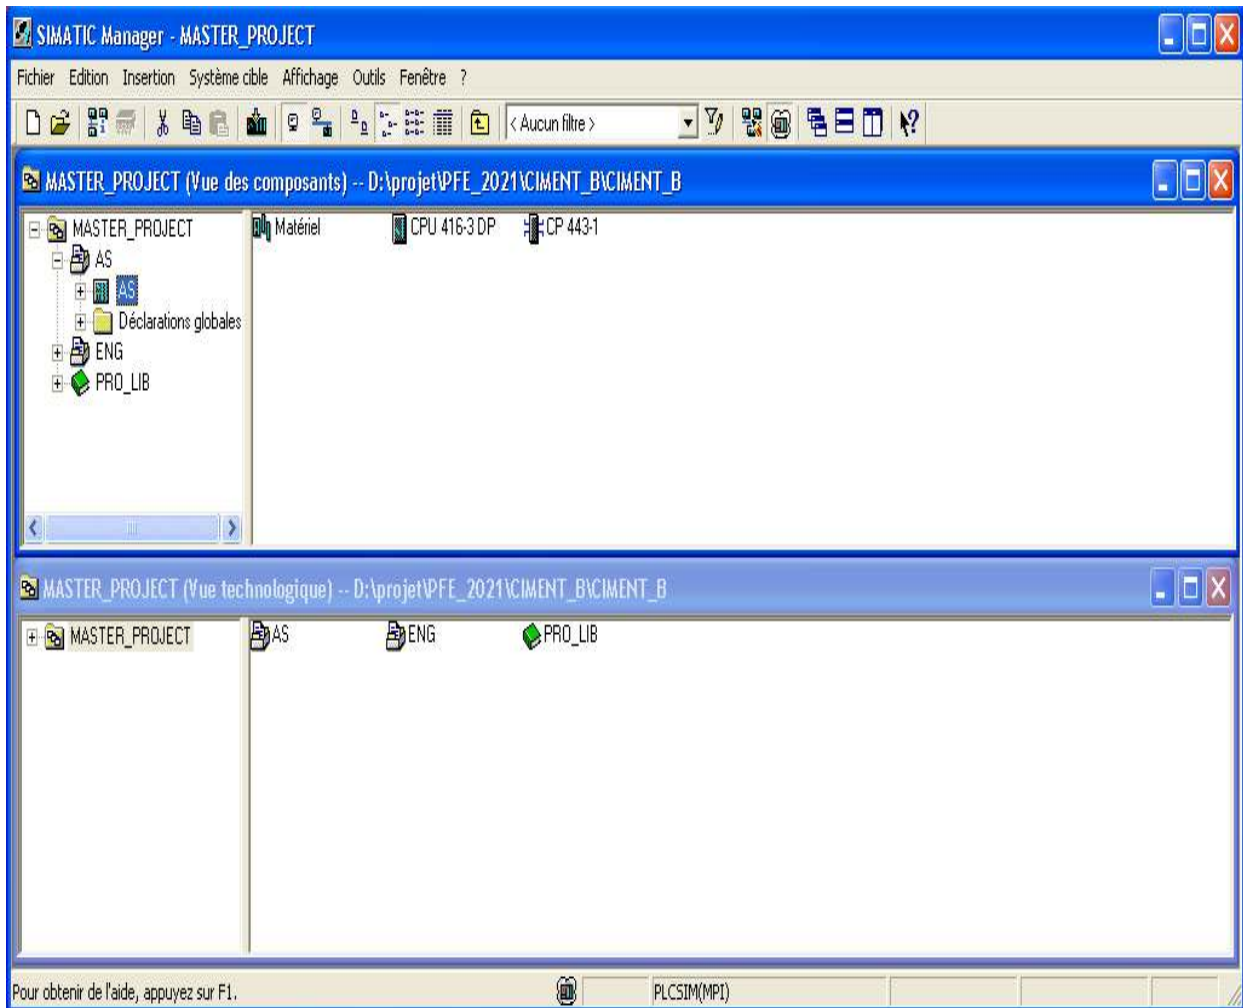 SIMATIC Manager - MASTER_PROJECT
Fichier Edition Insertion Système cible Affichage Outils Fenêtre ?
< Aucun filtre >
MASTER_PROJECT (Vue des composants) -- D:\projet\PFE_2021\CIMENT_B\CIMENT_B
MASTER_PROJECT
AS
AS
Déclarations globales
ENG
PRO_LIB
Matériel CPU 416-3 DP CP 443-1
MASTER_PROJECT (Vue technologique) -- D:\projet\PFE_2021\CIMENT_B\CIMENT_B
MASTER_PROJECT
AS ENG PRO_LIB
Pour obtenir de l'aide, appuyez sur F1. PLCSIM(MPI)